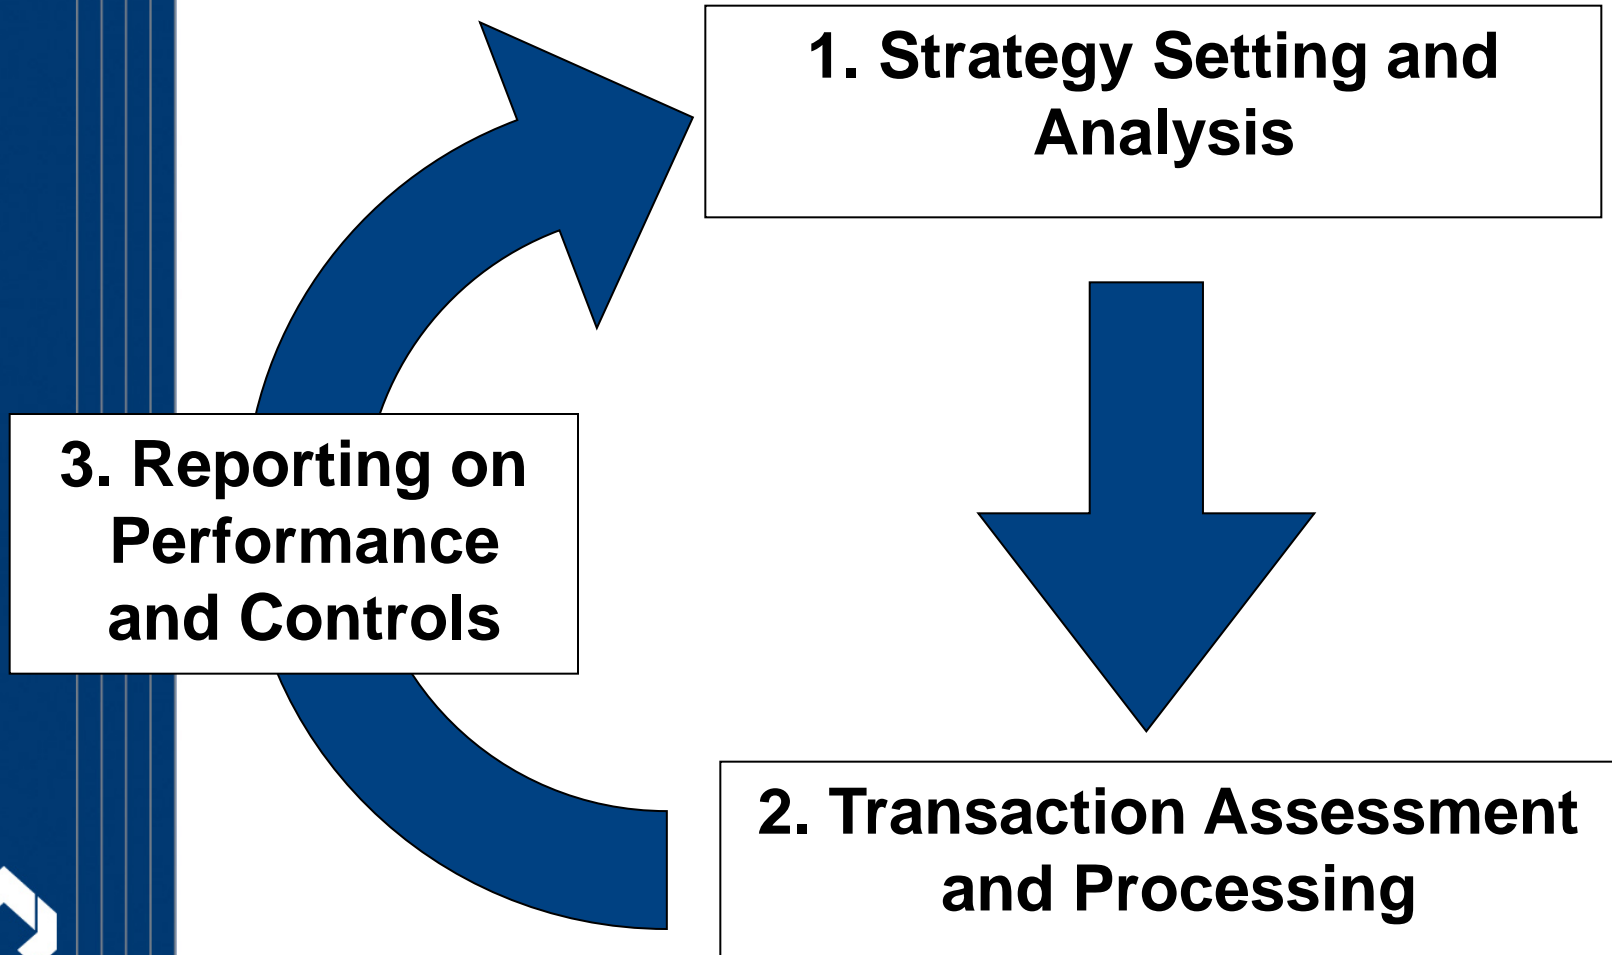 1. Strategy Setting and
Analysis
3. Reporting on
Performance
and Controls
2. Transaction Assessment
and Processing